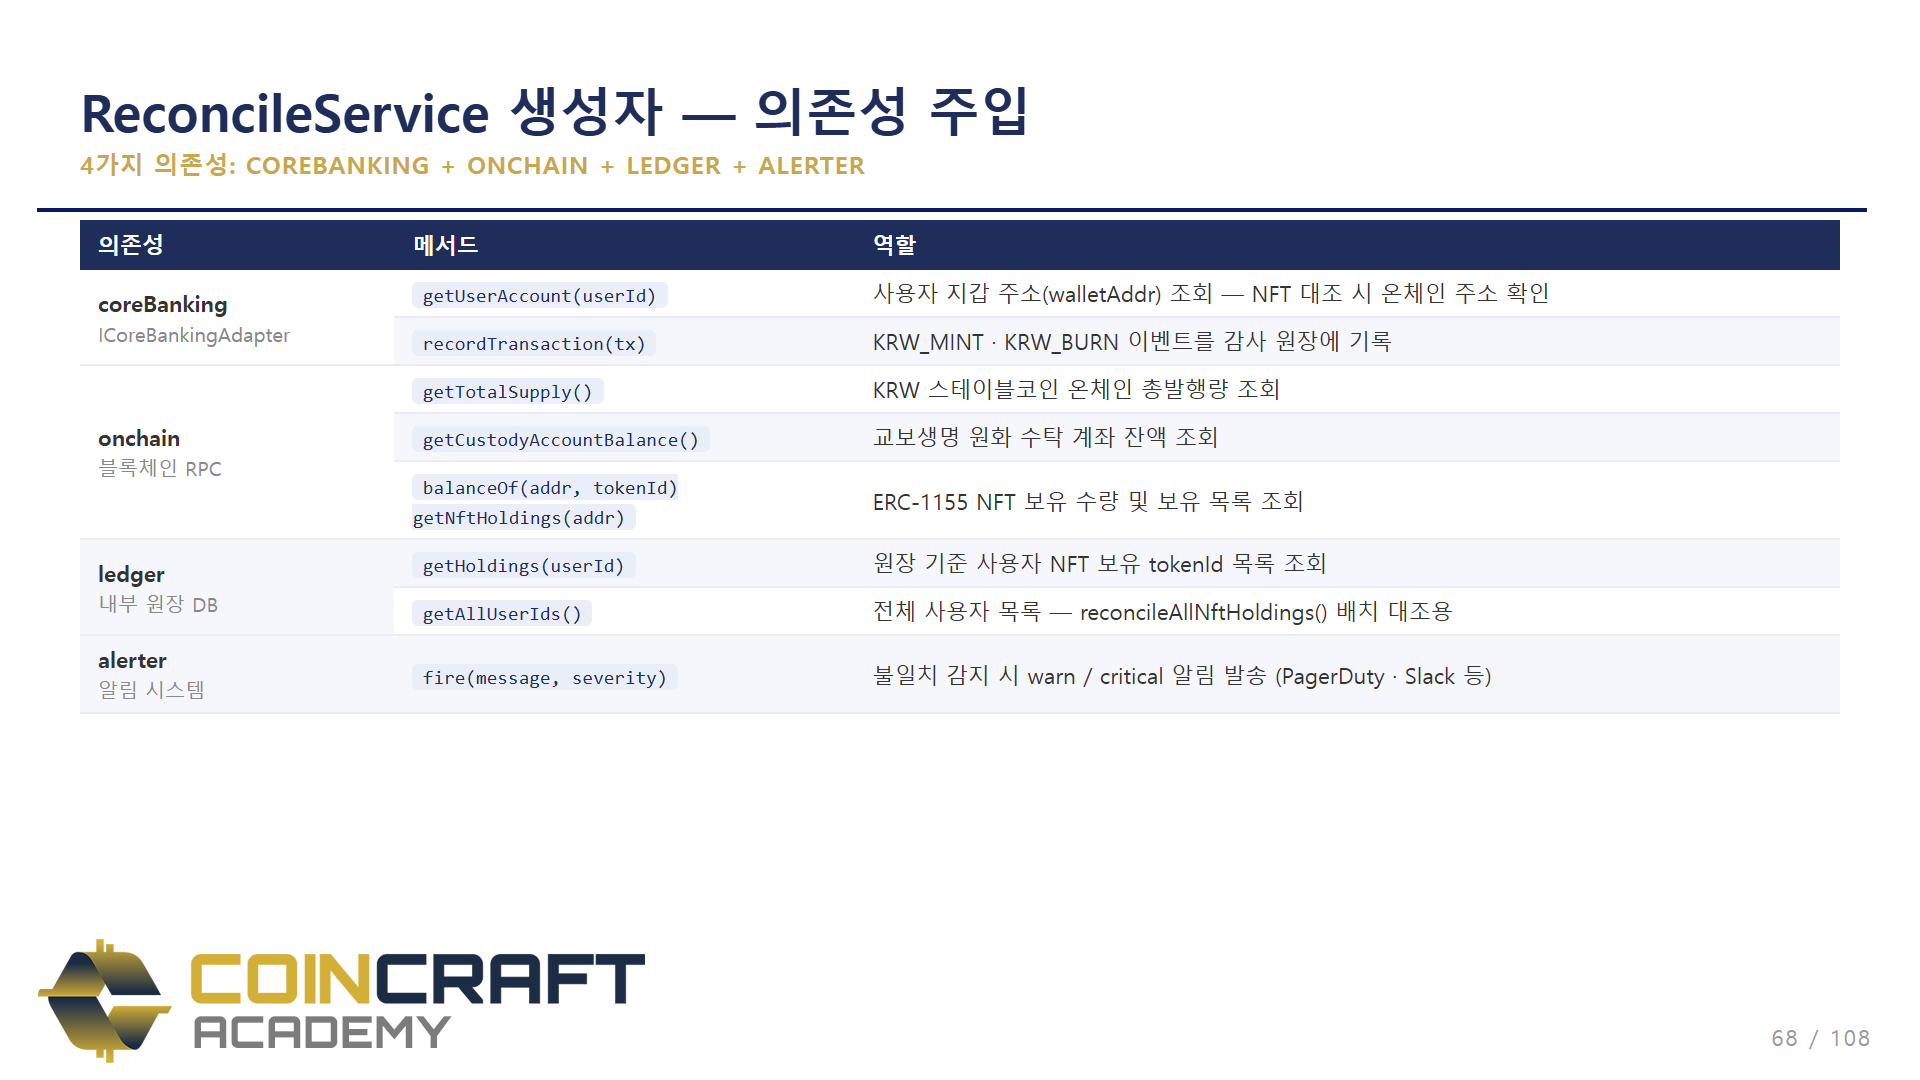 ReconcileService 생성자 — 의존성 주입
4가지 의존성: COREBANKING + ONCHAIN + LEDGER + ALERTER
의존성 메서드 역할
coreBanking
ICoreBankingAdapter
getUserAccount(userId) 사용자 지갑 주소(walletAddr) 조회 — NFT 대조 시 온체인 주소 확인
recordTransaction(tx) KRW_MINT · KRW_BURN 이벤트를 감사 원장에 기록
onchain
블록체인 RPC
getTotalSupply() KRW 스테이블코인 온체인 총발행량 조회
getCustodyAccountBalance() 교보생명 원화 수탁 계좌 잔액 조회
balanceOf(addr, tokenId)
getNftHoldings(addr)
ERC-1155 NFT 보유 수량 및 보유 목록 조회
ledger
내부 원장 DB
getHoldings(userId) 원장 기준 사용자 NFT 보유 tokenId 목록 조회
getAllUserIds() 전체 사용자 목록 — reconcileAllNftHoldings() 배치 대조용
alerter
알림 시스템
fire(message, severity) 불일치 감지 시 warn / critical 알림 발송 (PagerDuty · Slack 등)
COINCRAFT
ACADEMY
68 / 108